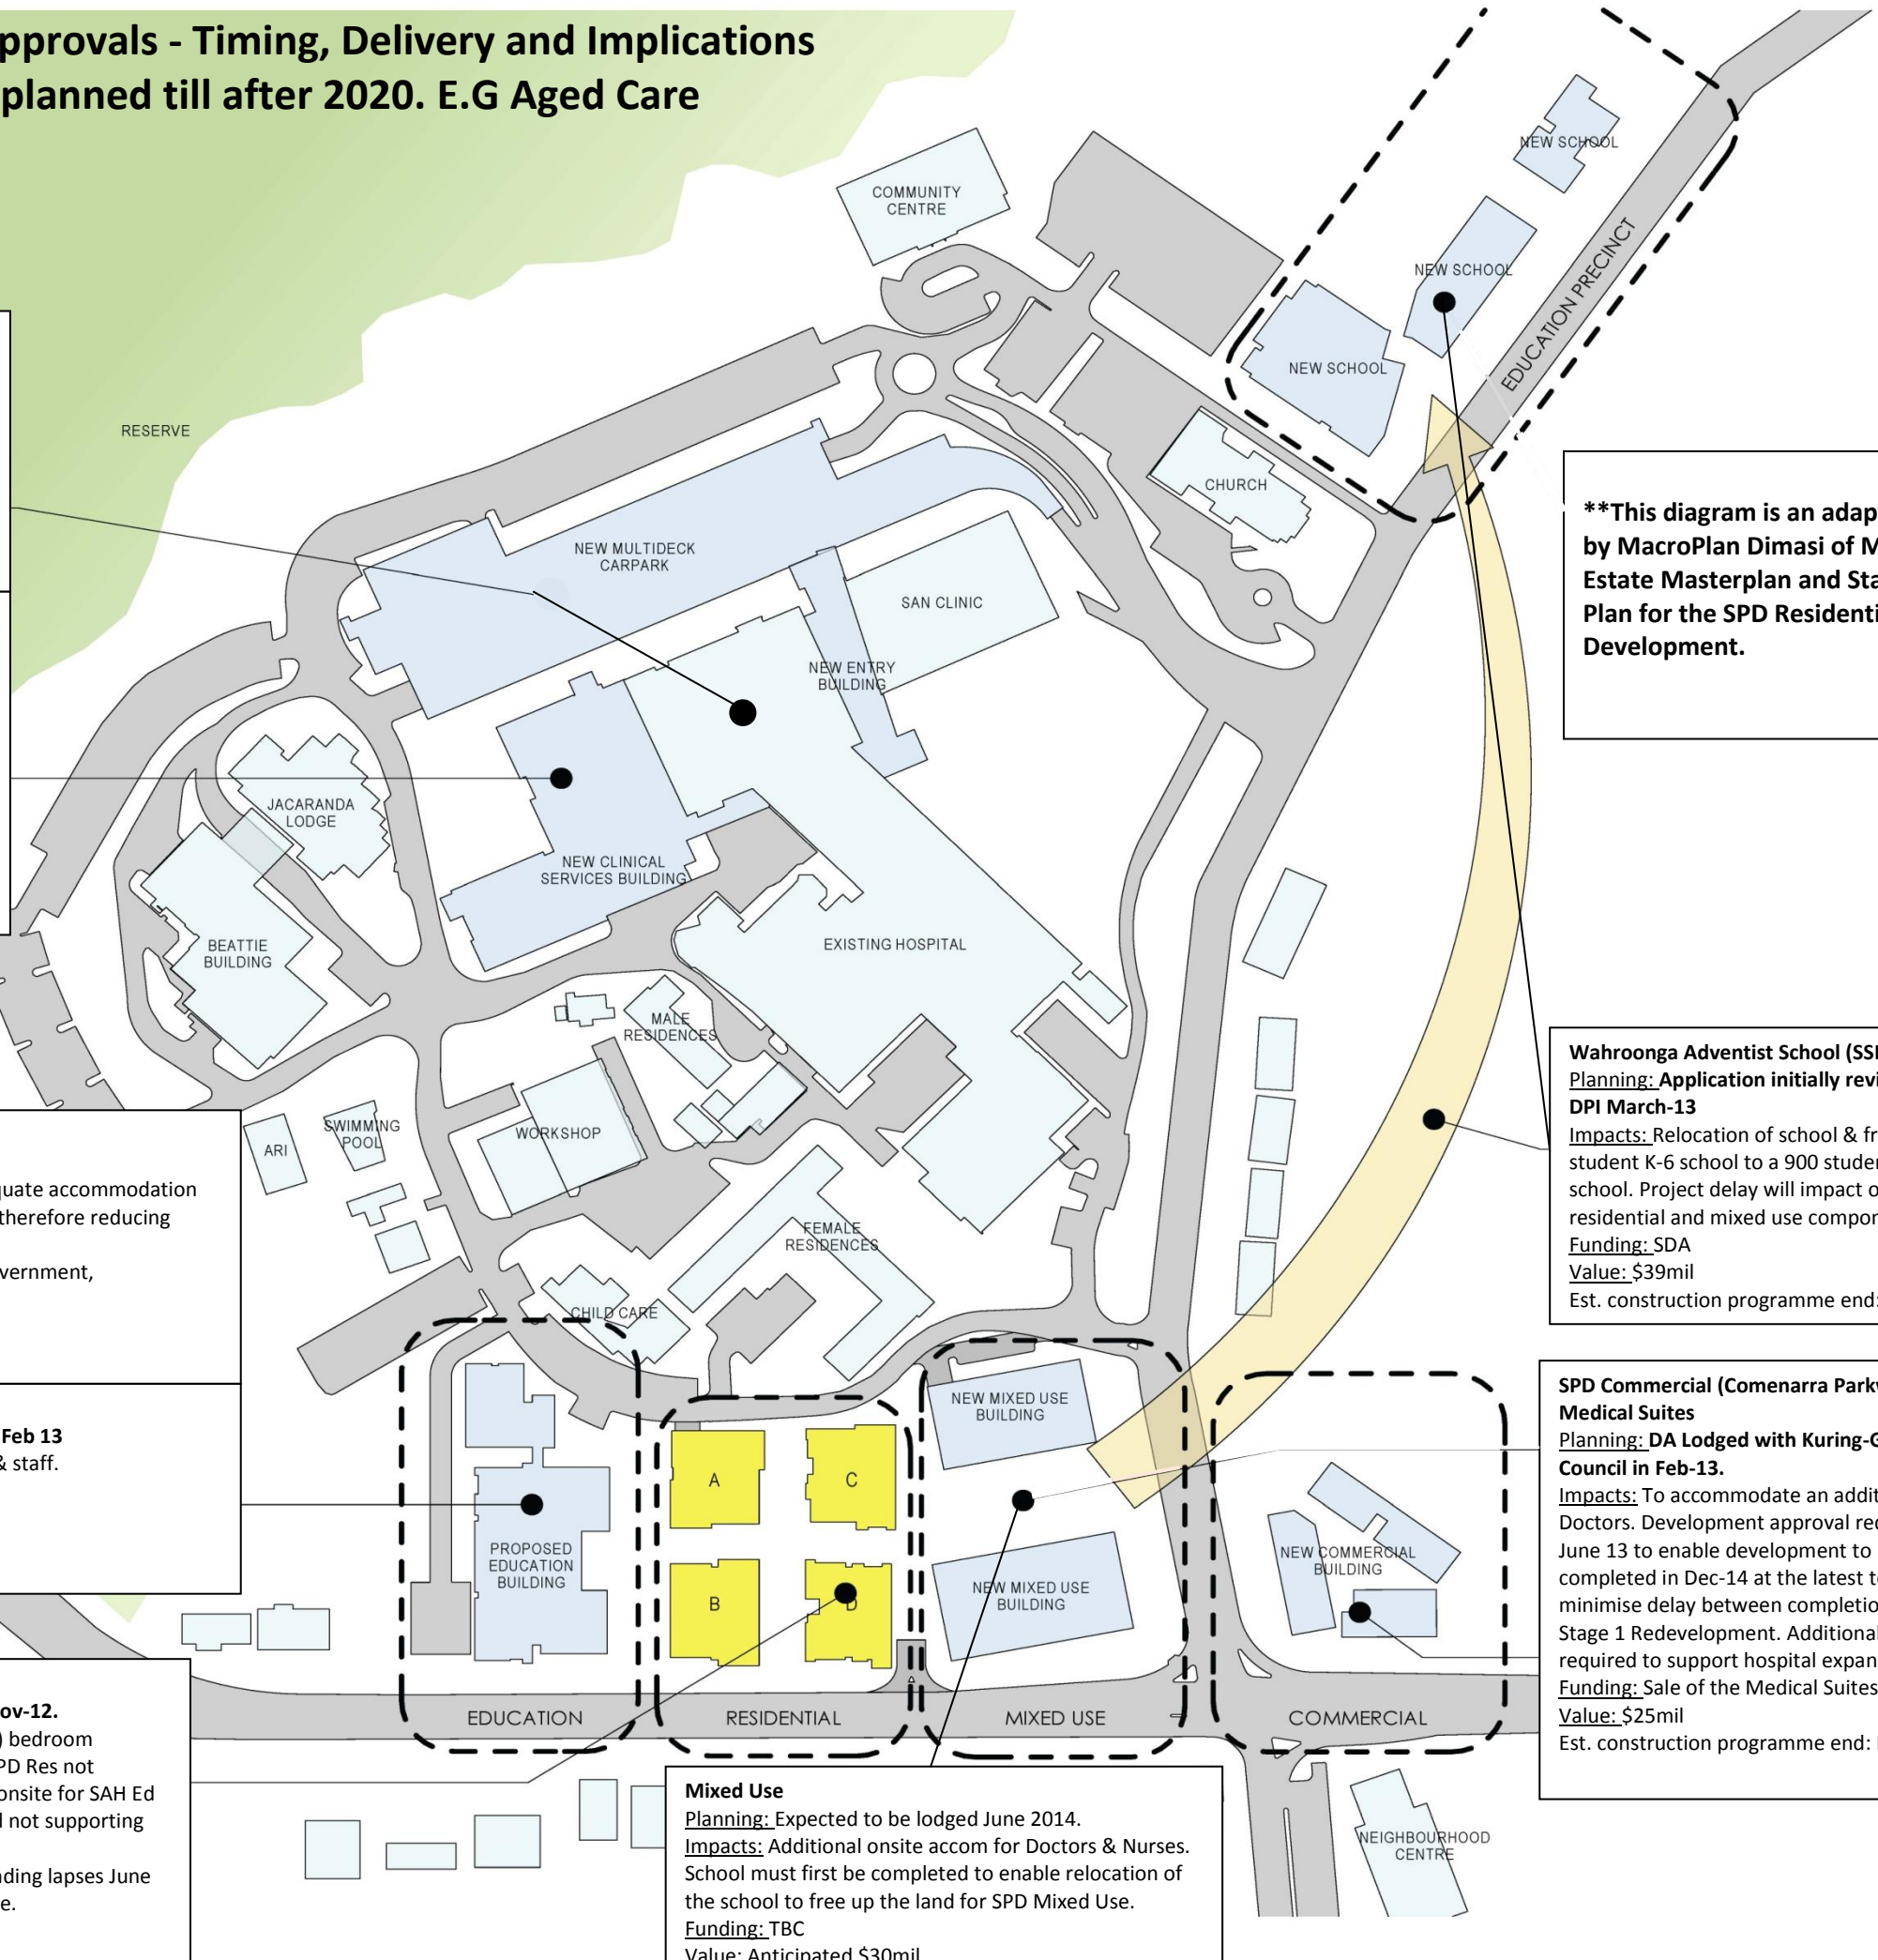 pprovals - Timing, Delivery and Implications
planned till after 2020. E.G Aged Care
NEW SCHOOL
COMMUNITY
CENTRE
NEW SCHOOL
EDUCATION PRECINCT
NEW SCHOOL
RESERVE
CHURCH
**This diagram is an adap
by MacroPlan Dimasi of M
Estate Masterplan and Sta
Plan for the SPD Residenti
Development.
NEW MULTIDECK
CARPARK
SAN CLINIC
NEW ENTRY
BUILDING
JACARANDA
LODGE
NEW CLINICAL
SERVICES BUILDING
BEATTIE
BUILDING
EXISTING HOSPITAL
MALE
RESIDENCES
Wahroonga Adventist School (SSI
Planning: Application initially revi
DPI March-13
Impacts: Relocation of school & fr
student K-6 school to a 900 studer
school. Project delay will impact o
residential and mixed use compor
Funding: SDA
Value: $39mil
Est. construction programme end:
ARI
SWIMMING
POOL
WORKSHOP
quate accommodation
therefore reducing
vernment,
FEMALE
RESIDENCES
CHILD CARE
Feb 13
& staff.
NEW MIXED USE
BUILDING
A
C
B
D
PROPOSED
EDUCATION
BUILDING
NEW MIXED USE
BUILDING
NEW COMMERCIAL
BUILDING
SPD Commercial (Comenarra Parkv
Medical Suites
Planning: DA Lodged with Kuring-G
Council in Feb-13.
Impacts: To accommodate an addit
Doctors. Development approval rec
June 13 to enable development to
completed in Dec-14 at the latest to
minimise delay between completio
Stage 1 Redevelopment. Additional
required to support hospital expan
Funding: Sale of the Medical Suites
Value: $25mil
Est. construction programme end:
EDUCATION
RESIDENTIAL
MIXED USE
COMMERCIAL
ov-12.
) bedroom
PD Res not
onsite for SAH Ed
l not supporting
nding lapses June
e.
Mixed Use
Planning: Expected to be lodged June 2014.
Impacts: Additional onsite accom for Doctors & Nurses.
School must first be completed to enable relocation of
the school to free up the land for SPD Mixed Use.
Funding: TBC
Value: Anticipated $30mil
NEIGHBOURHOOD
CENTRE